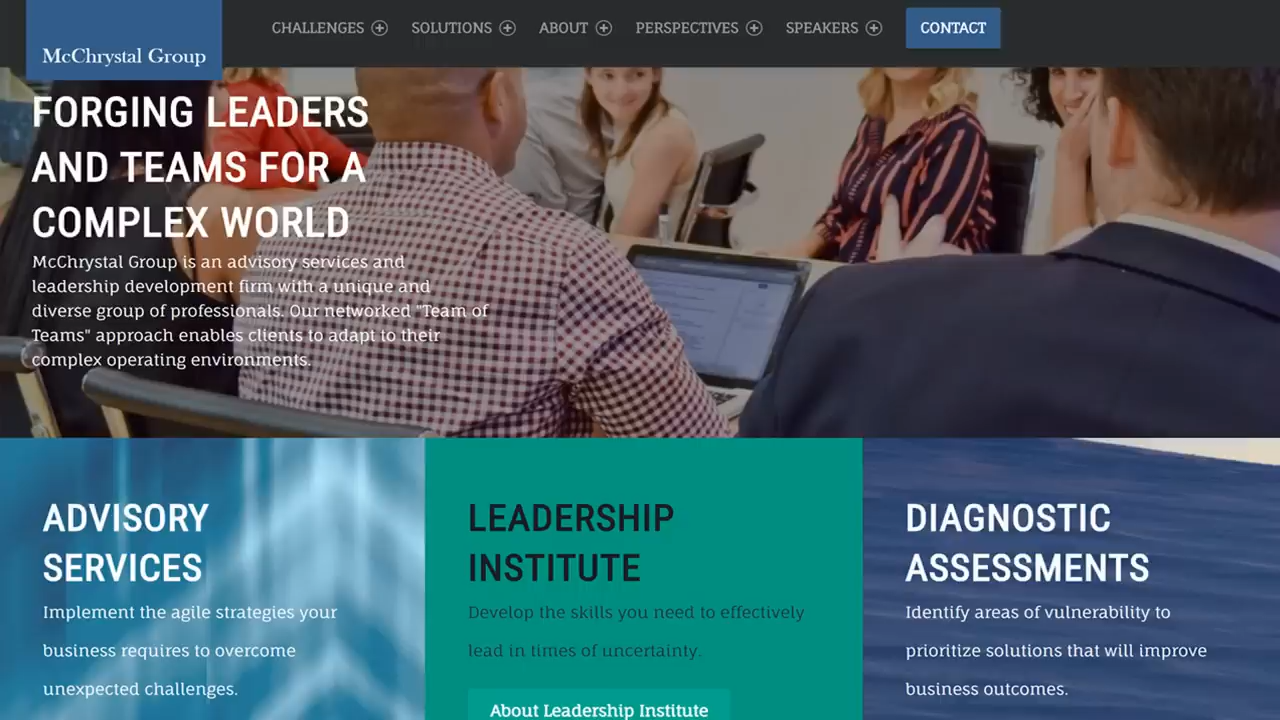 McChrystal Group
CHALLENGES
SOLUTIONS
ABOUT
PERSPECTIVES
SPEAKERS
CONTACT
FORGING LEADERS
AND TEAMS FOR A
COMPLEX WORLD
McChrystal Group is an advisory services and
leadership development firm with a unique and
diverse group of professionals. Our networked "Team of
Teams" approach enables clients to adapt to their
complex operating environments.
ADVISORY
SERVICES
Implement the agile strategies your
business requires to overcome
unexpected challenges.
LEADERSHIP
INSTITUTE
Develop the skills you need to effectively
lead in times of uncertainty.
About Leadership Institute
DIAGNOSTIC
ASSESSMENTS
Identify areas of vulnerability to
prioritize solutions that will improve
business outcomes.